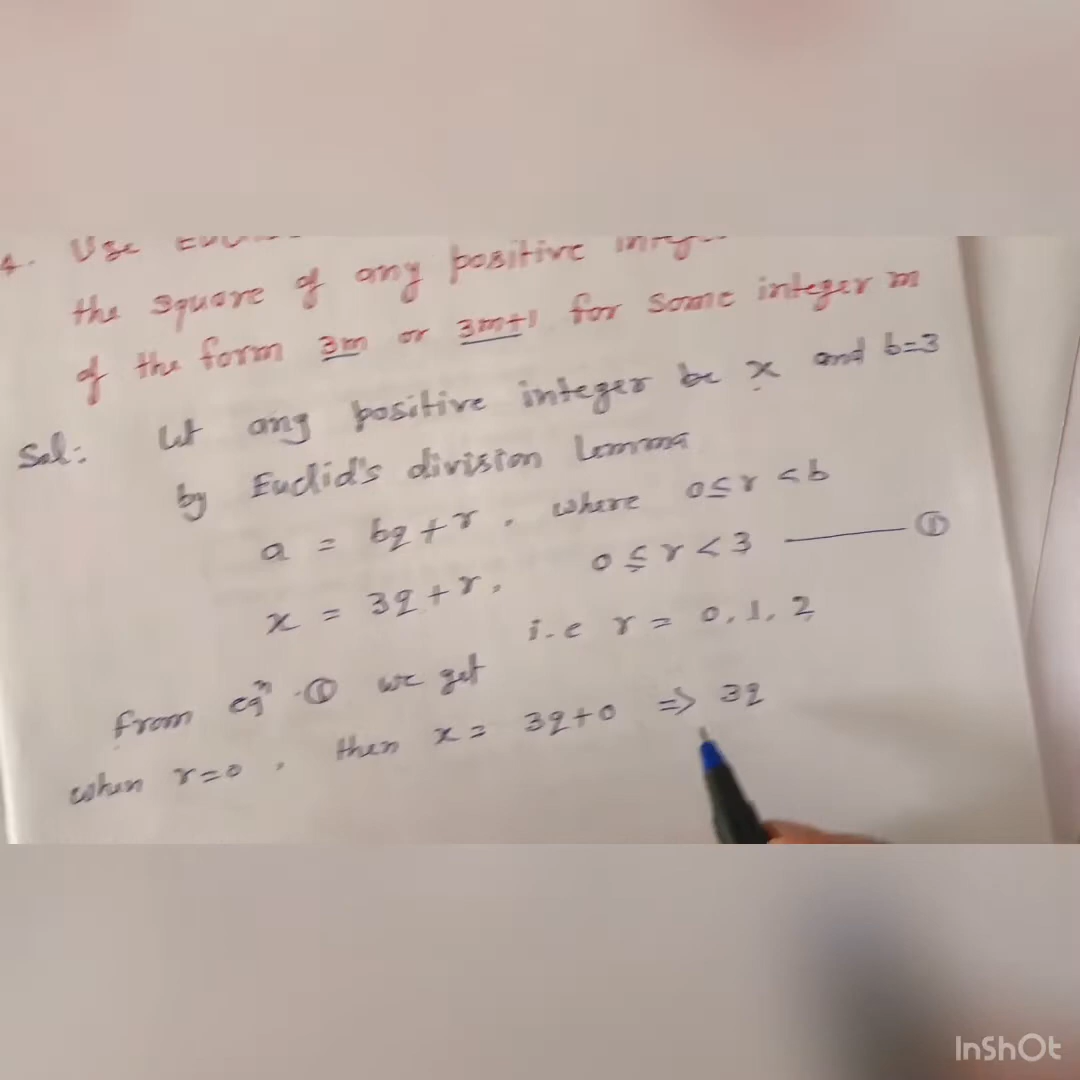 4. Use
the square of any positive
of the form 3m or 3m+1 for some integer m
Sol: Let any positive integer be x and b=3
by Euclid's division Lemma
a = bq + r, where 0≤r<b
x = 3q + r, 0≤r<3 ——— ①
i.e r = 0, 1, 2
from eqⁿ ① we get
when r=0, then x = 3q+0 => 3q
InShOt